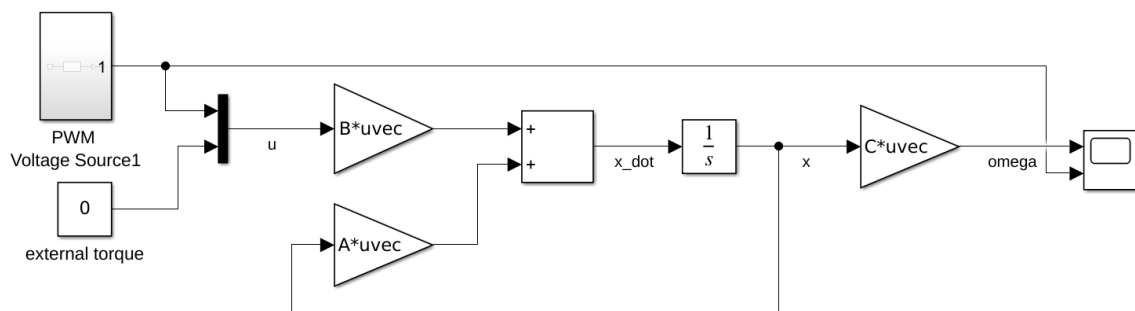 1
PWM
Voltage Source1
0
external torque
u
B*uvec
A*uvec
+
+
x_dot
1
s
x
C*uvec
omega